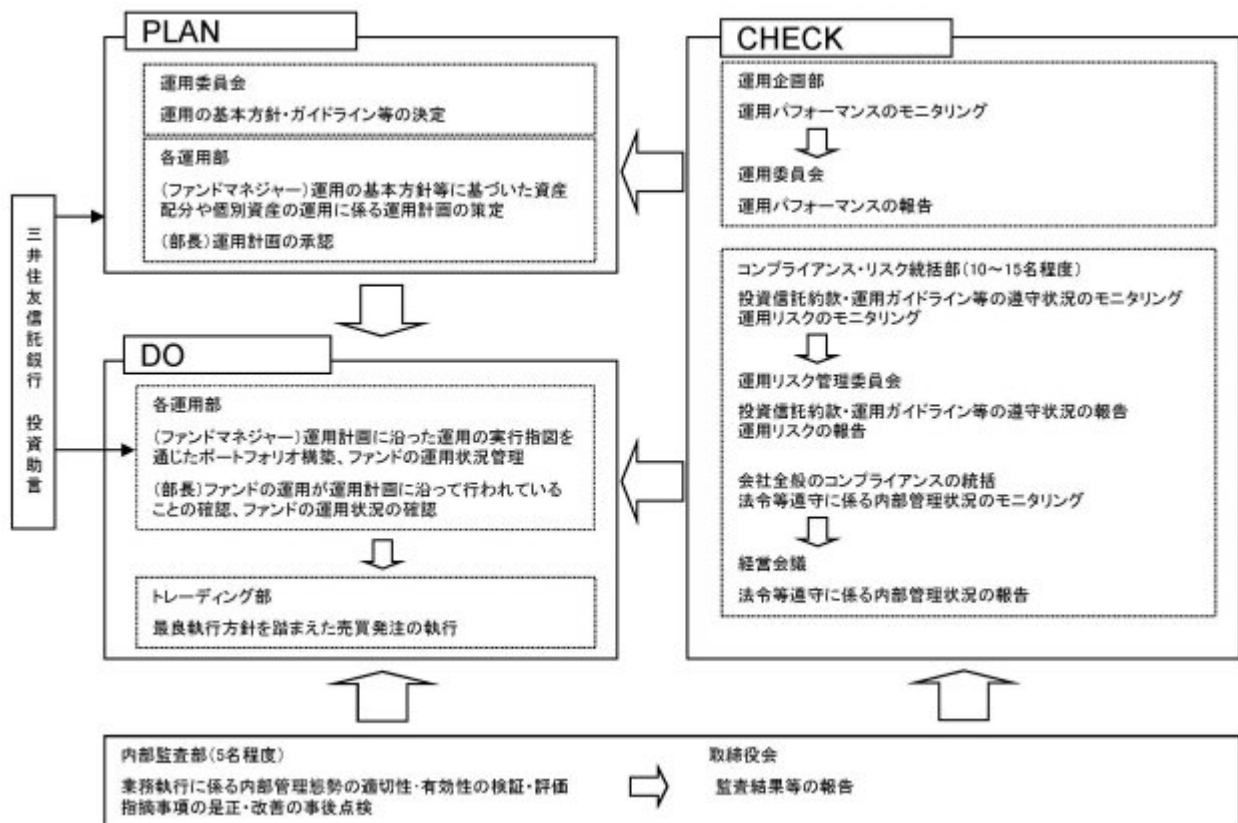 PLAN
運用委員会
運用の基本方針・ガイドライン等の決定
各運用部
(ファンドマネジャー)運用の基本方針等に基づいた資産
配分や個別資産の運用に係る運用計画の策定
(部長)運用計画の承認
三井住友信託銀行 投資助言
DO
各運用部
(ファンドマネジャー)運用計画に沿った運用の実行指図を
通じたポートフォリオ構築、ファンドの運用状況管理
(部長)ファンドの運用が運用計画に沿って行われている
ことの確認、ファンドの運用状況の確認
トレーディング部
最良執行方針を踏まえた売買発注の執行
CHECK
運用企画部
運用パフォーマンスのモニタリング
運用委員会
運用パフォーマンスの報告
コンプライアンス・リスク統括部(10~15名程度)
投資信託約款・運用ガイドライン等の遵守状況のモニタリング
運用リスクのモニタリング
運用リスク管理委員会
投資信託約款・運用ガイドライン等の遵守状況の報告
運用リスクの報告
会社全般のコンプライアンスの統括
法令等遵守に係る内部管理状況のモニタリング
経営会議
法令等遵守に係る内部管理状況の報告
内部監査部(5名程度)
業務執行に係る内部管理態勢の適切性・有効性の検証・評価
指摘事項の是正・改善の事後点検
取締役会
監査結果等の報告